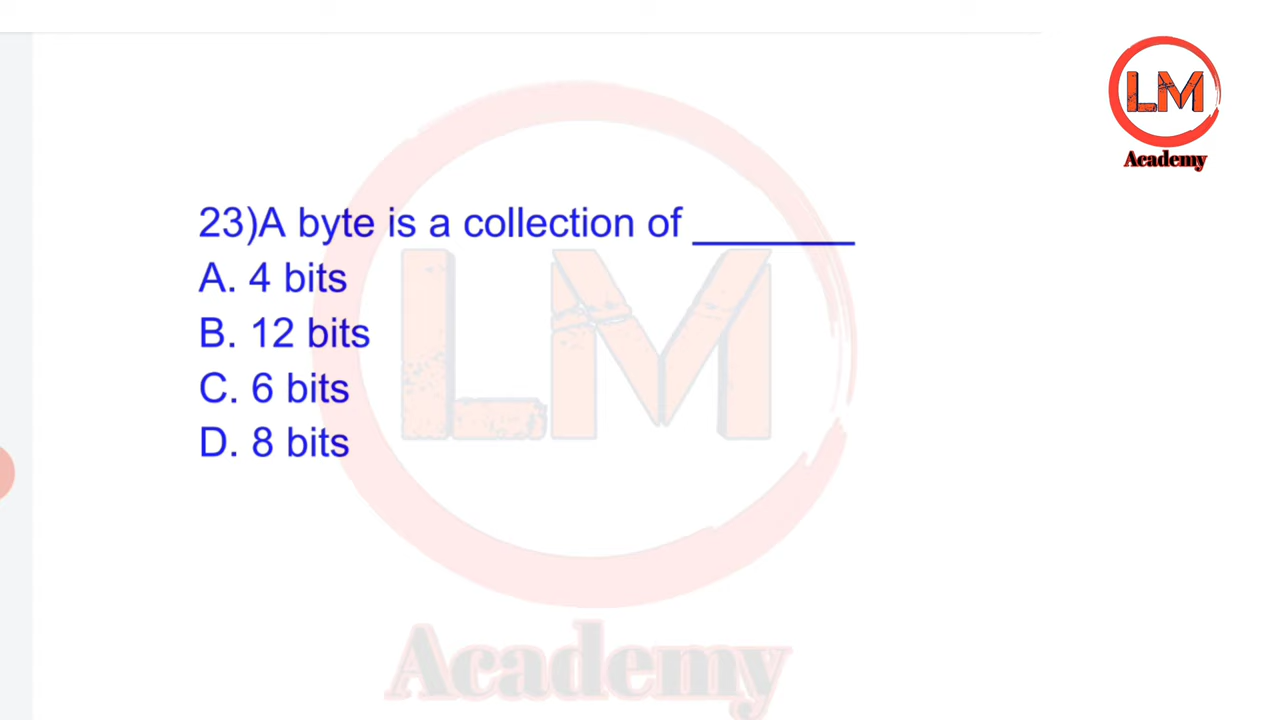 LM
Academy
23)A byte is a collection of ________
A. 4 bits
B. 12 bits
C. 6 bits
D. 8 bits
LM
Academy